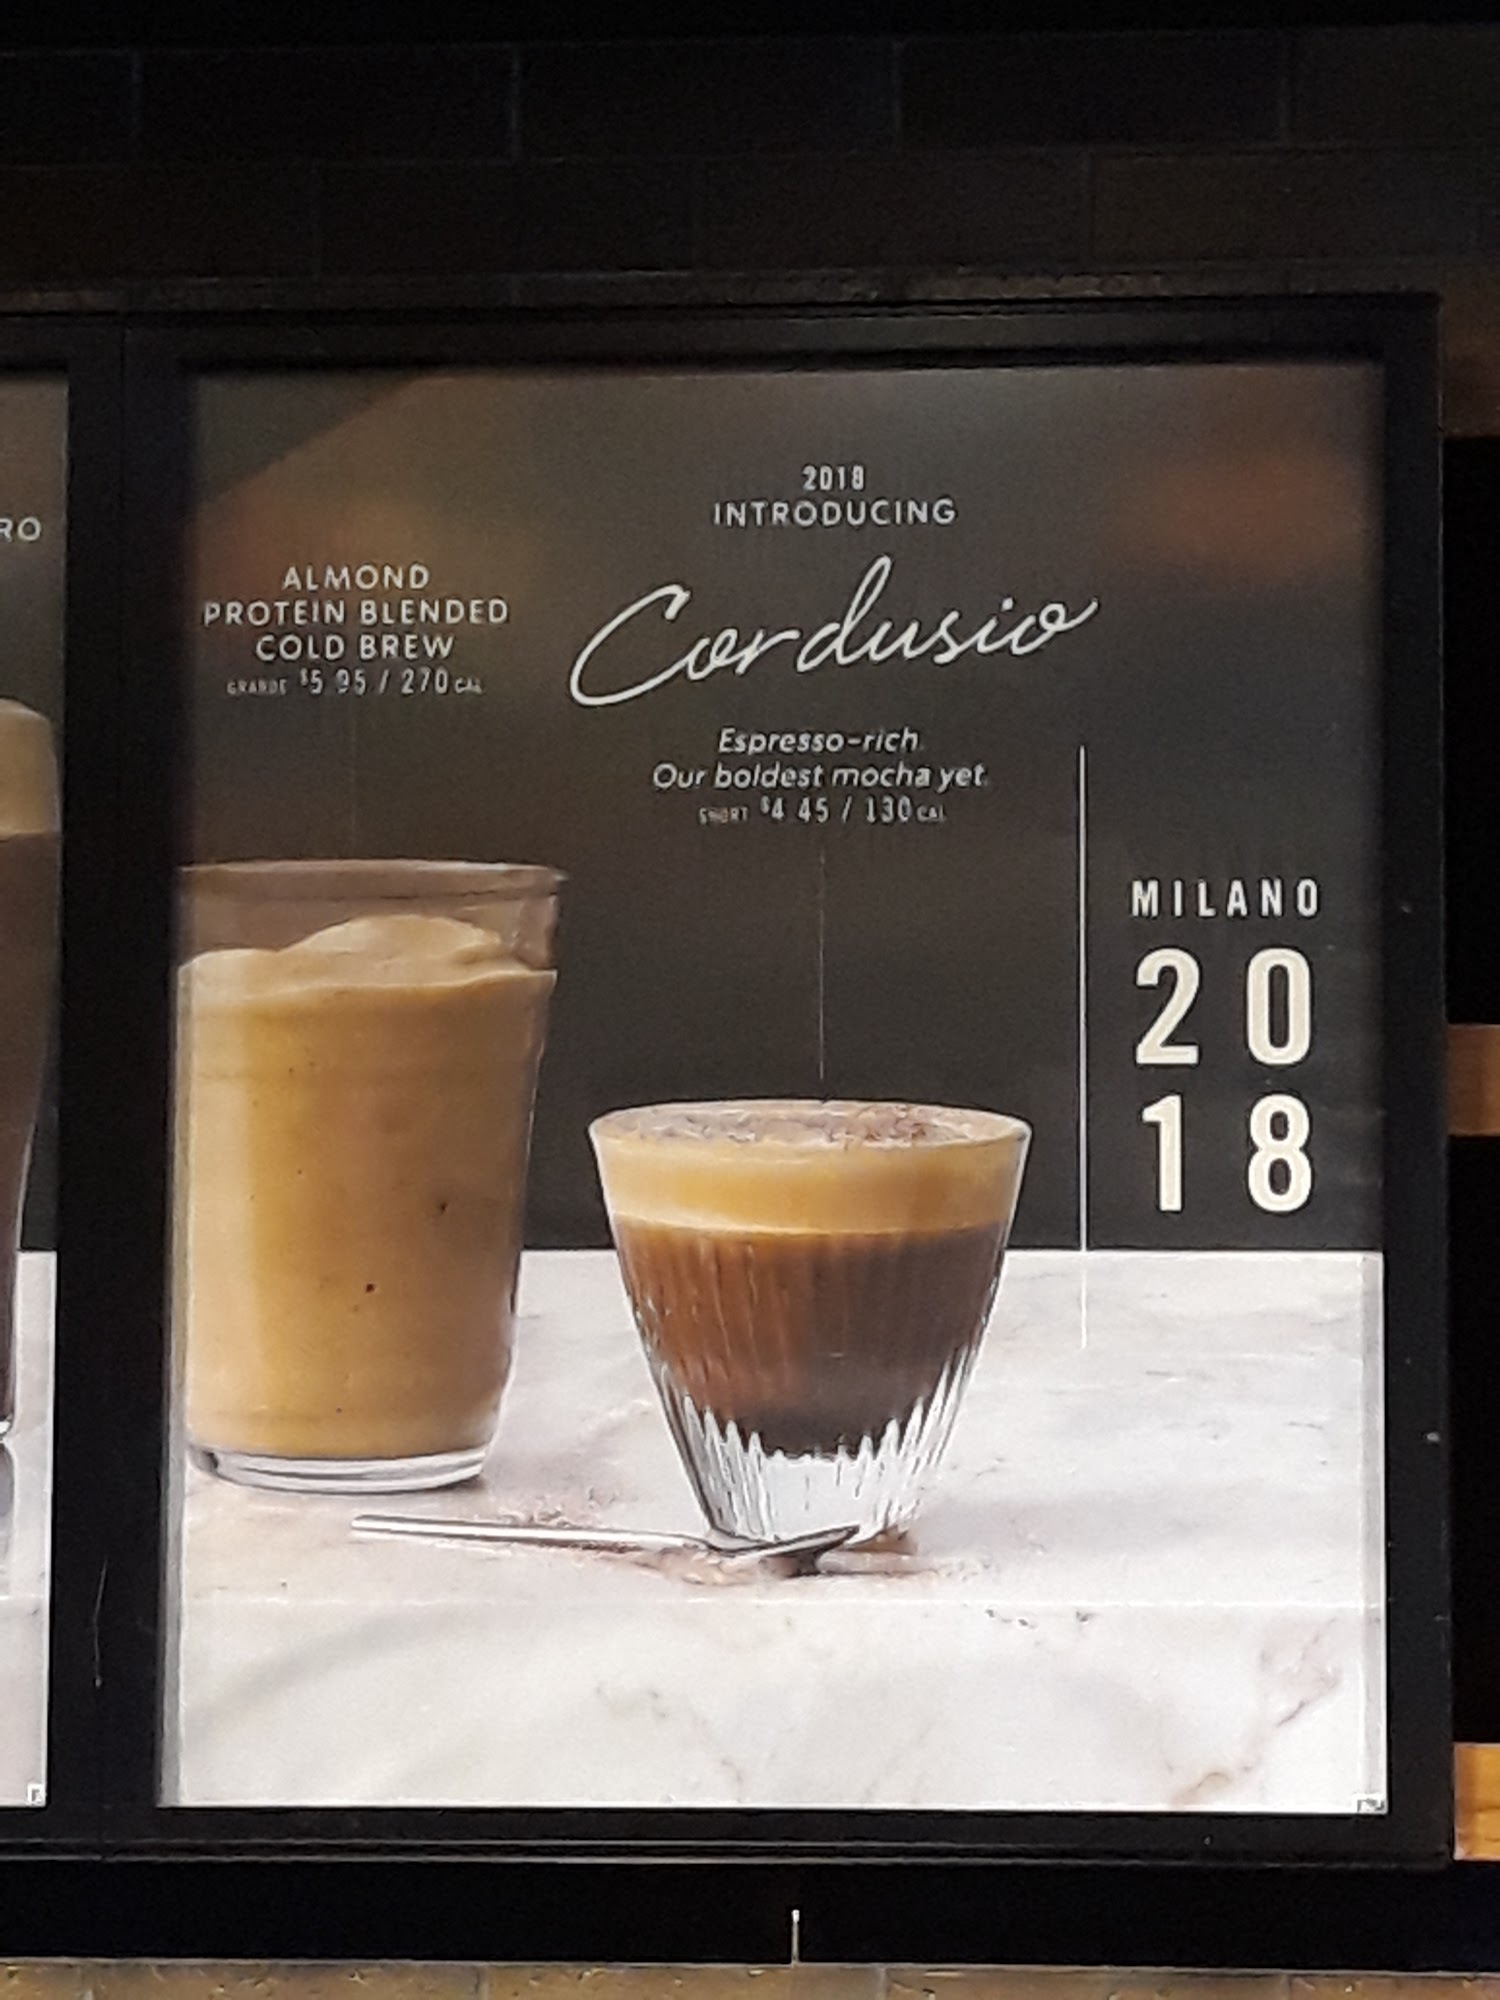 RO
ALMOND
PROTEIN BLENDED
COLD BREW
GRANDE $5.95 / 270 CAL
2018
INTRODUCING
Cordusio
Espresso-rich.
Our boldest mocha yet.
SHORT $4.45 / 130 CAL
MILANO
20
18